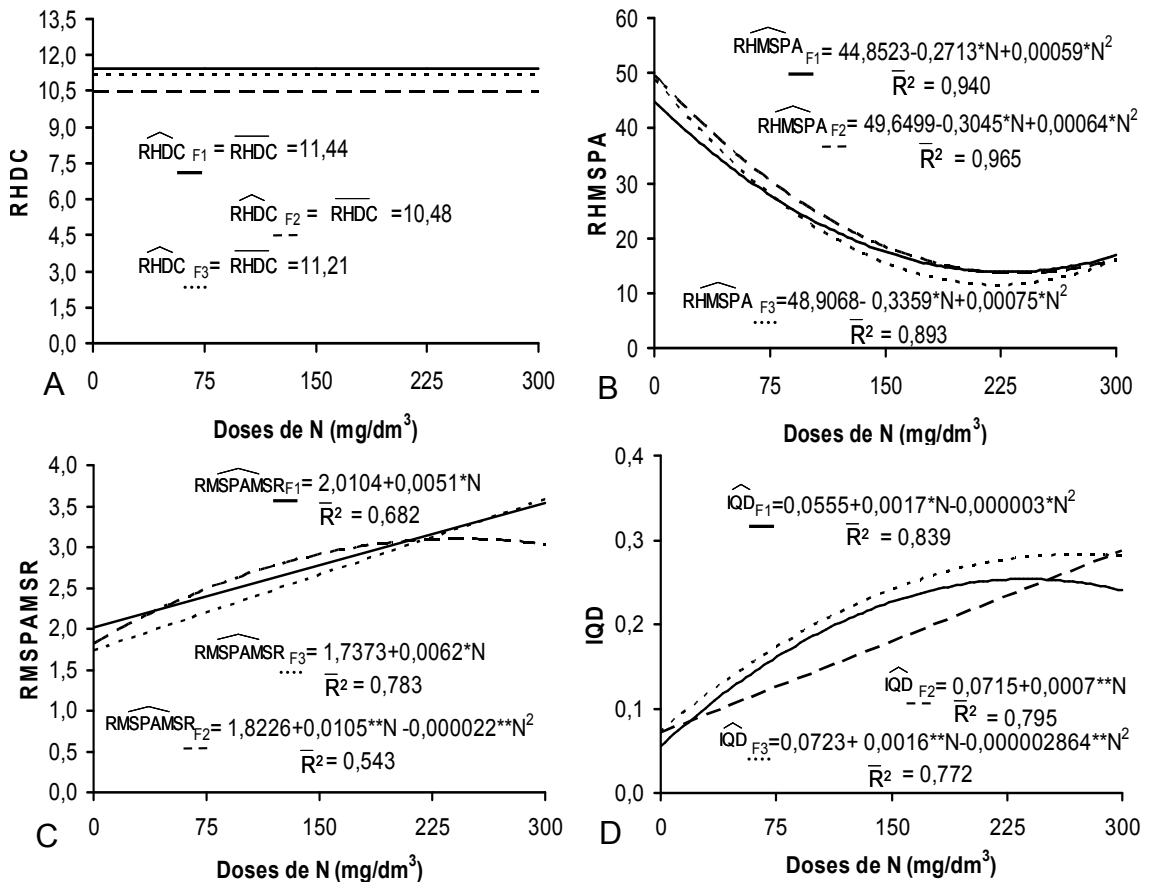 13,5
12,0
10,5
9,0
7,5
6,0
4,5
3,0
1,5
0,0
RHDC
RHDC F1 = RHDC =11,44
RHDC F2 = RHDC =10,48
RHDC F3 = RHDC =11,21
A
0 75 150 225 300
Doses de N (mg/dm³)
60
50
40
30
20
10
0
RHMSPA
RHMSPA F1= 44,8523-0,2713*N+0,00059*N²
R² = 0,940
RHMSPA F2= 49,6499-0,3045*N+0,00064*N²
R² = 0,965
RHMSPA F3=48,9068- 0,3359*N+0,00075*N²
R² = 0,893
B
0 75 150 225 300
Doses de N (mg/dm³)
4,0
3,5
3,0
2,5
2,0
1,5
1,0
0,5
0,0
RMSPAMSR
RMSPAMSRF1= 2,0104+0,0051*N
R² = 0,682
RMSPAMSR F3= 1,7373+0,0062*N
R² = 0,783
RMSPAMSRF2= 1,8226+0,0105**N -0,000022**N²
R² = 0,543
C
0 75 150 225 300
Doses de N (mg/dm³)
0,4
0,3
0,2
0,1
0,0
IQD
IQDF1=0,0555+0,0017*N-0,000003*N²
R² = 0,839
IQD F2= 0,0715+0,0007**N
R² = 0,795
IQD F3=0,0723+ 0,0016**N-0,000002864**N²
R² = 0,772
D
0 75 150 225 300
Doses de N (mg/dm³)